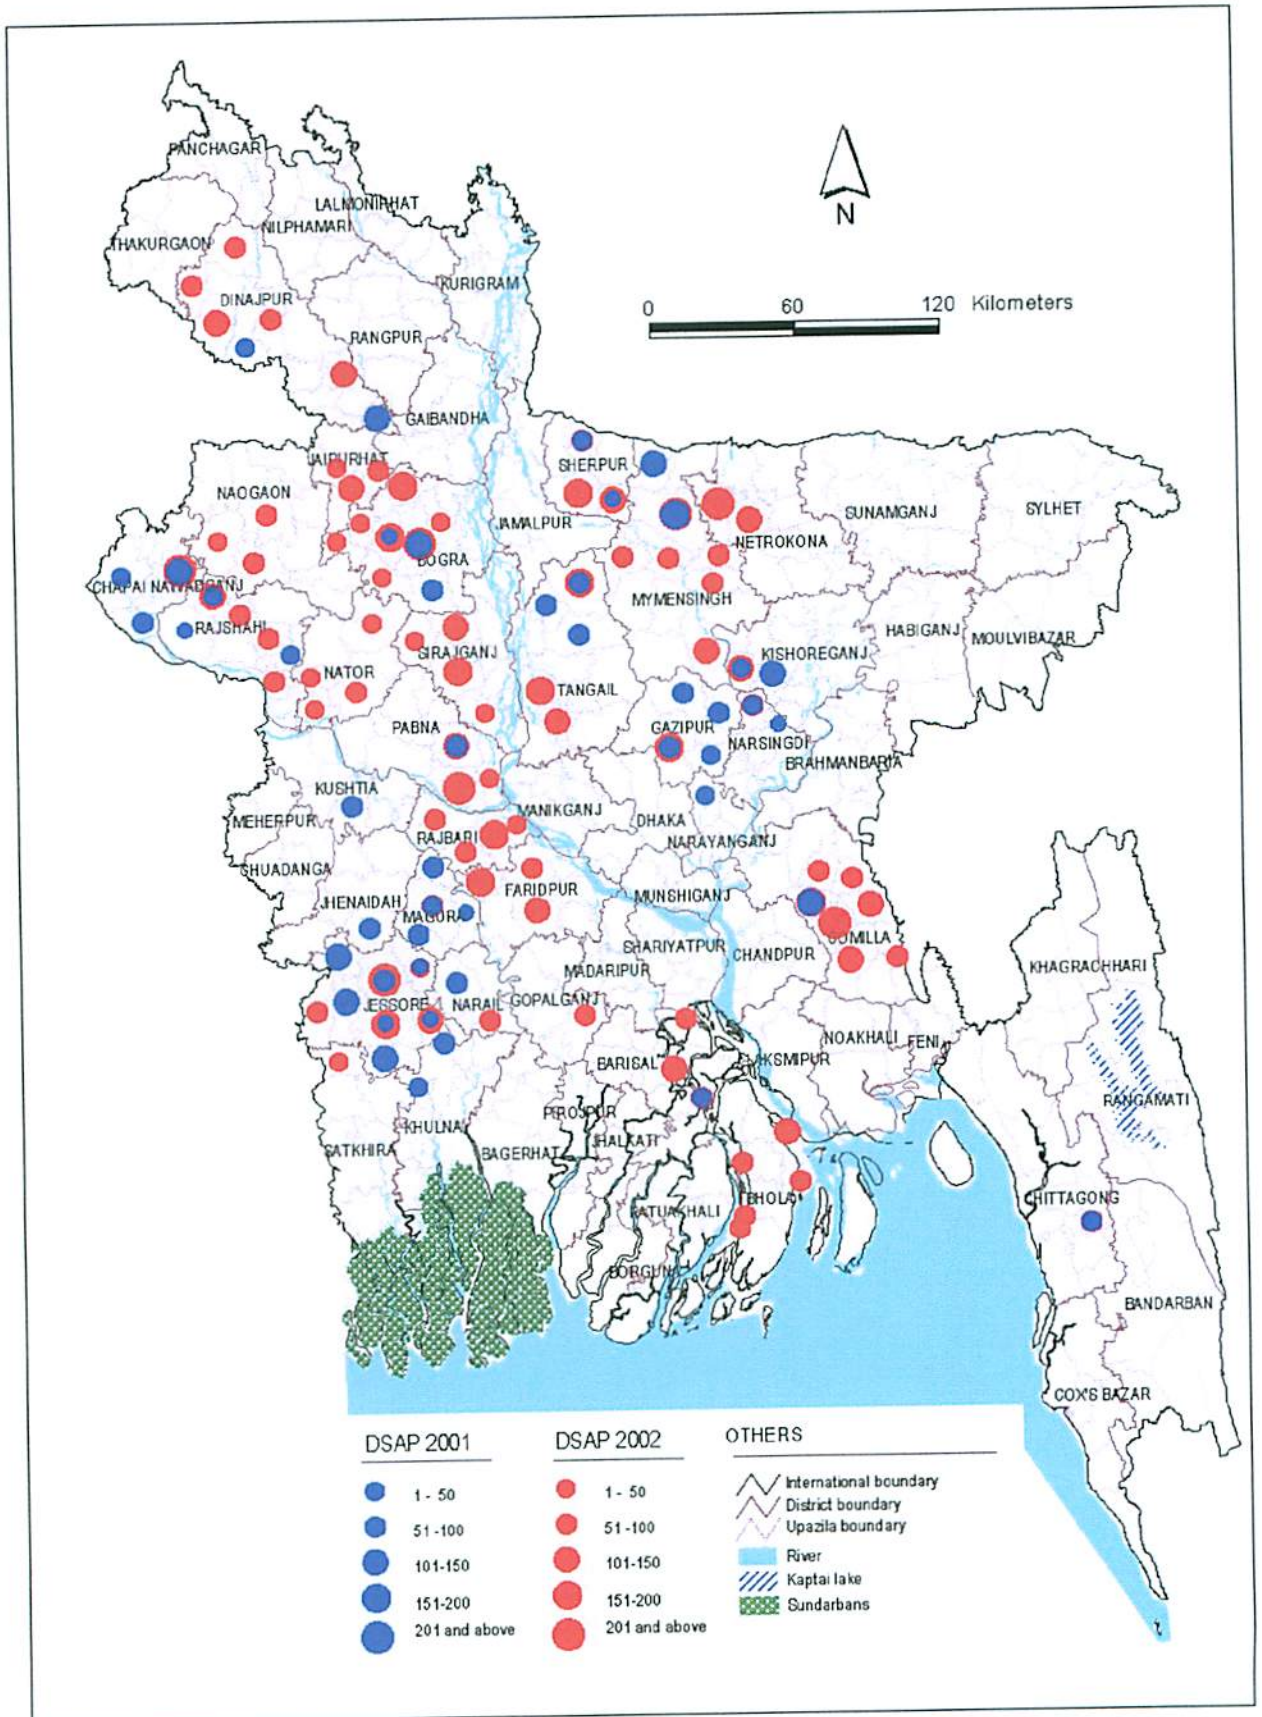 PANCHAGAR
LALMONIRHAT
NILPHAMARI
THAKURGAON
N
KURIGRAM
DINAJPUR
0 60 120 Kilometers
RANGPUR
GAIBANDHA
JAIPURHAT
SHERPUR
NAOGAON
SUNAMGANJ
SYLHET
JAMALPUR
NETROKONA
BOGRA
CHAPAI NAWABGANJ
MYMENSINGH
RAJSHAHI
HABIGANJ
MOULVIBAZAR
SIRAJGANJ
KISHOREGANJ
NATOR
TANGAIL
PABNA
GAZIPUR
NARSINGDI
BRAHMANBARIA
KUSHTIA
MANIKGANJ
MEHERPUR
DHAKA
RAJBARI
NARAYANGANJ
SHUADANGA
FARIDPUR
MUNSHIGANJ
JHENAIDAH
MAGURA
COMILLA
SHARIYATPUR
CHANDPUR
MADARIPUR
KHAGRACHHARI
JESSORE
NARAIL
GOPALGANJ
NOAKHALI
FENI
BARISAL
LAKSMIPUR
RANGAMATI
PIROJPUR
KHULNA
JHALKATI
SATKHIRA
BAGERHAT
BHOLA
CHITTAGONG
PATUAKHALI
BORGUNA
BANDARBAN
COX'S BAZAR
DSAP 2001
1 - 50
51 -100
101-150
151-200
201 and above
DSAP 2002
1 - 50
51 -100
101-150
151-200
201 and above
OTHERS
International boundary
District boundary
Upazila boundary
River
Kaptai lake
Sundarbans